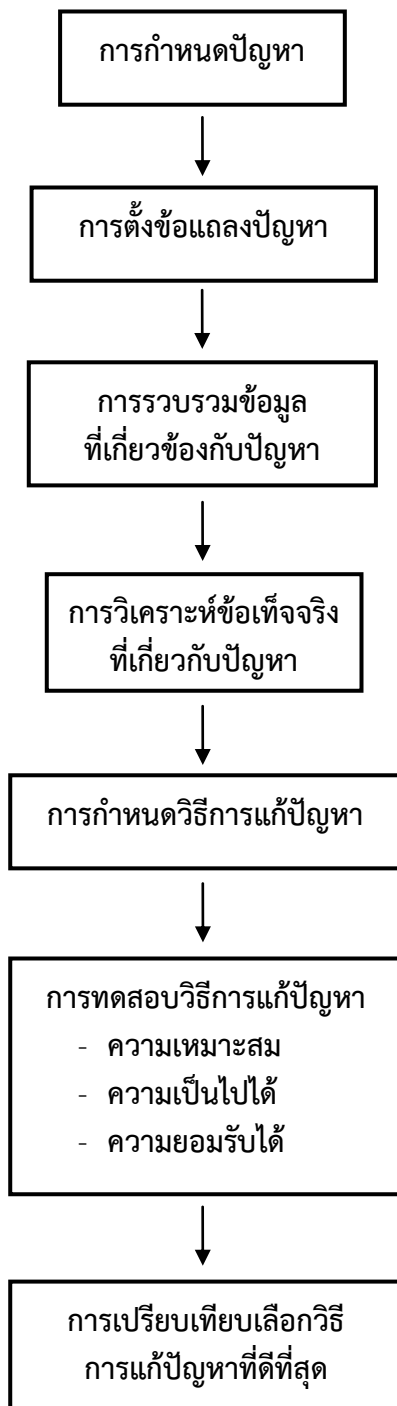 การกำหนดปัญหา
การตั้งข้อแถลงปัญหา
การรวบรวมข้อมูล
ที่เกี่ยวข้องกับปัญหา
การวิเคราะห์ข้อเท็จจริง
ที่เกี่ยวกับปัญหา
การกำหนดวิธีการแก้ปัญหา
การทดสอบวิธีการแก้ปัญหา
- ความเหมาะสม
- ความเป็นไปได้
- ความยอมรับได้
การเปรียบเทียบเลือกวิธี
การแก้ปัญหาที่ดีที่สุด